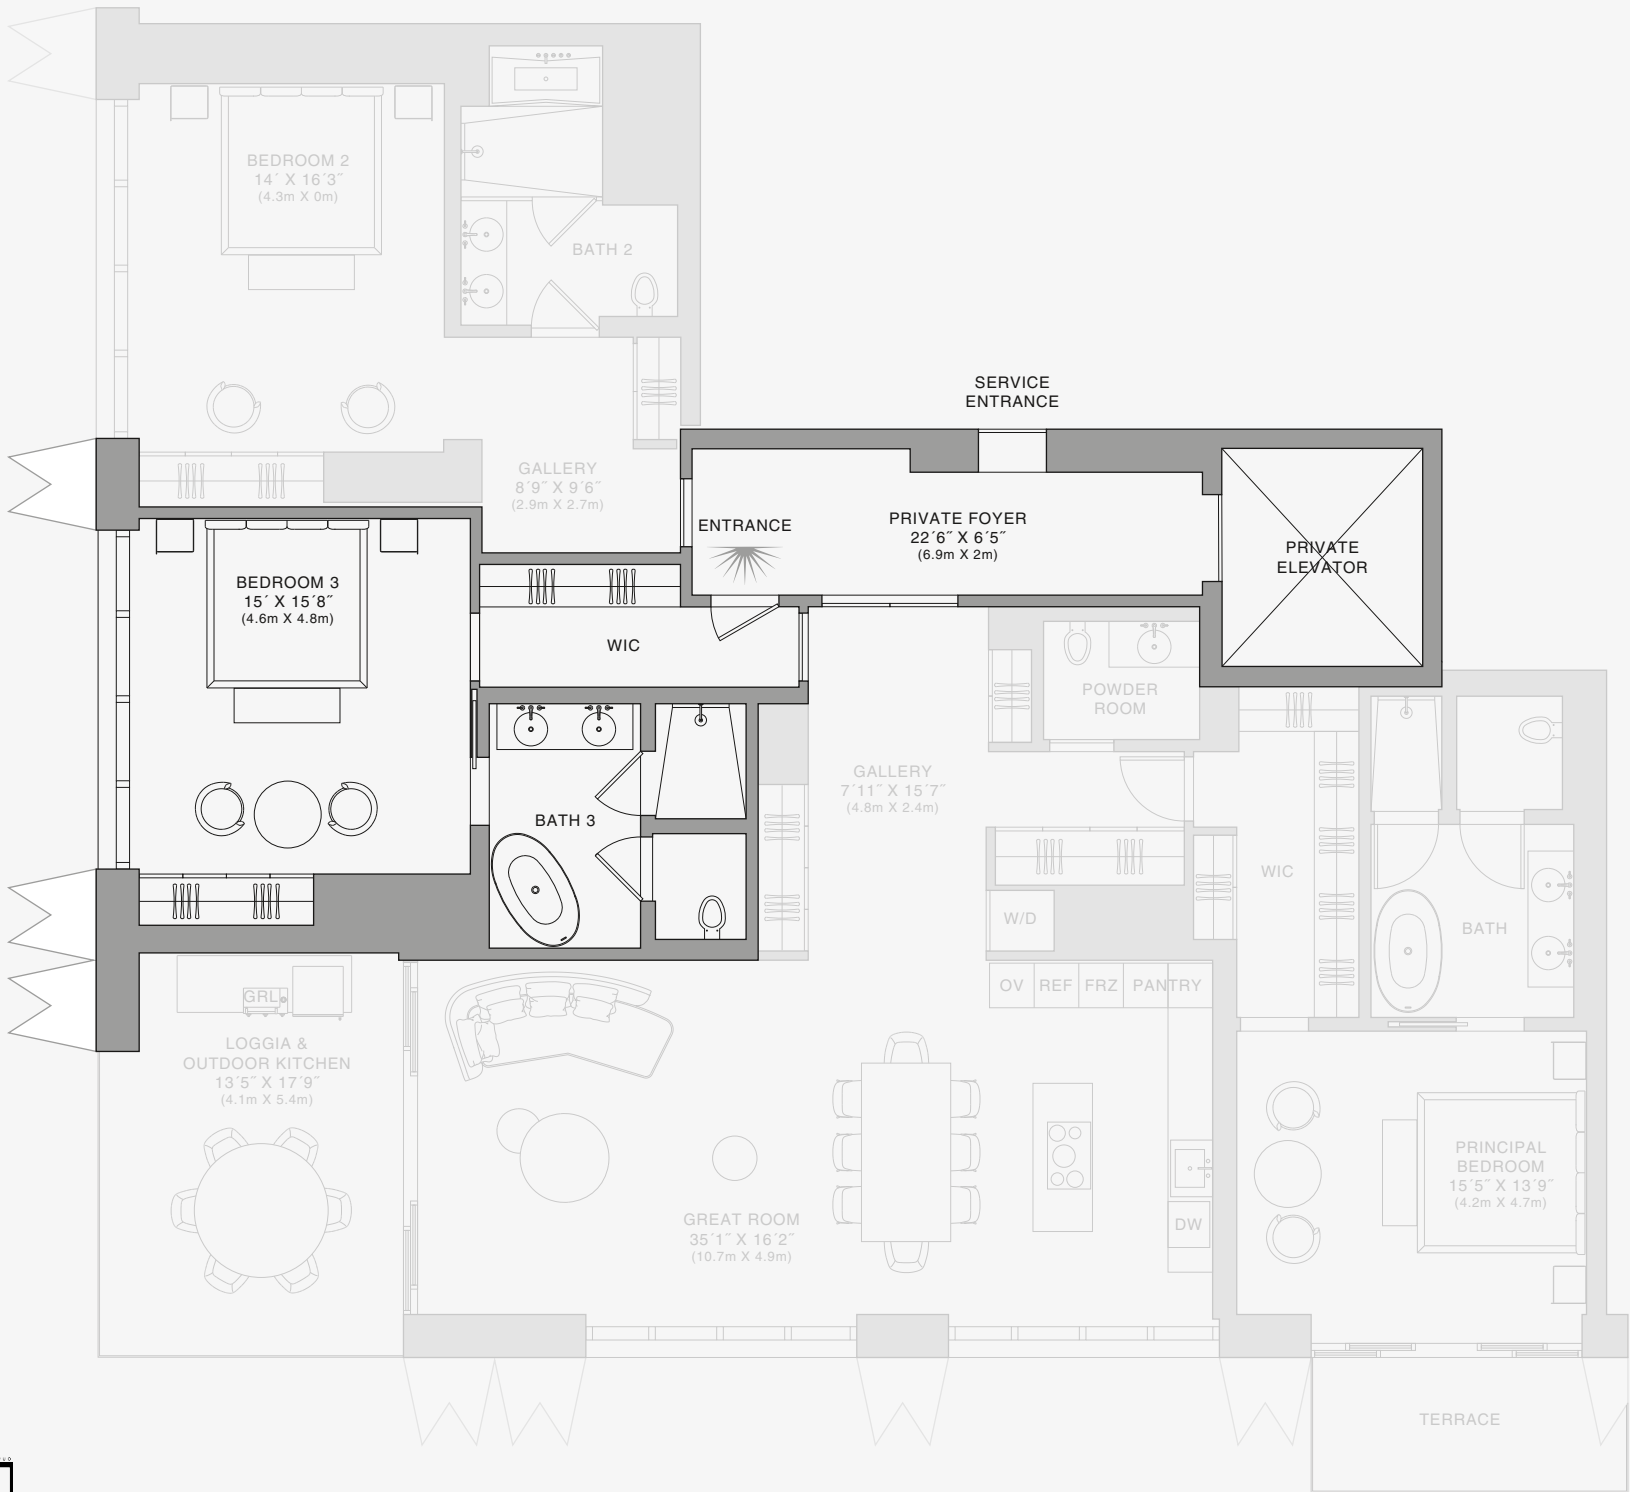 BEDROOM 2
14´ X 16´3˝
(4.3m X 0m)
BATH 2
SERVICE
ENTRANCE
GALLERY
8´9˝ X 9´6˝
(2.9m X 2.7m)
ENTRANCE
PRIVATE FOYER
22´6˝ X 6´5˝
(6.9m X 2m)
PRIVATE
ELEVATOR
BEDROOM 3
15´ X 15´8˝
(4.6m X 4.8m)
WIC
POWDER
ROOM
GALLERY
7´11˝ X 15´7˝
(4.8m X 2.4m)
BATH 3
WIC
W/D
BATH
OV
REF
FRZ
PANTRY
GRL
LOGGIA &
OUTDOOR KITCHEN
13´5˝ X 17´9˝
(4.1m X 5.4m)
PRINCIPAL
BEDROOM
15´5˝ X 13´9˝
(4.2m X 4.7m)
GREAT ROOM
35´1˝ X 16´2˝
(10.7m X 4.9m)
DW
TERRACE